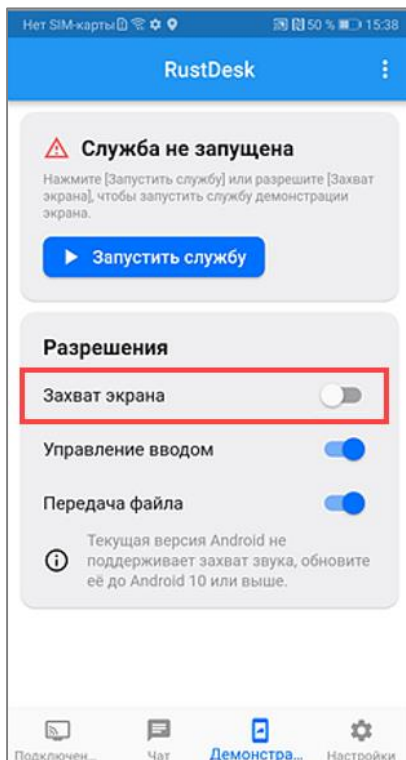 Нет SIM-карты 50 % 15:38
RustDesk
Служба не запущена
Нажмите [Запустить службу] или разрешите [Захват
экрана], чтобы запустить службу демонстрации
экрана.
Запустить службу
Разрешения
Захват экрана
Управление вводом
Передача файла
Текущая версия Android не
поддерживает захват звука, обновите
её до Android 10 или выше.
Подключен... Чат Демонстра... Настройки